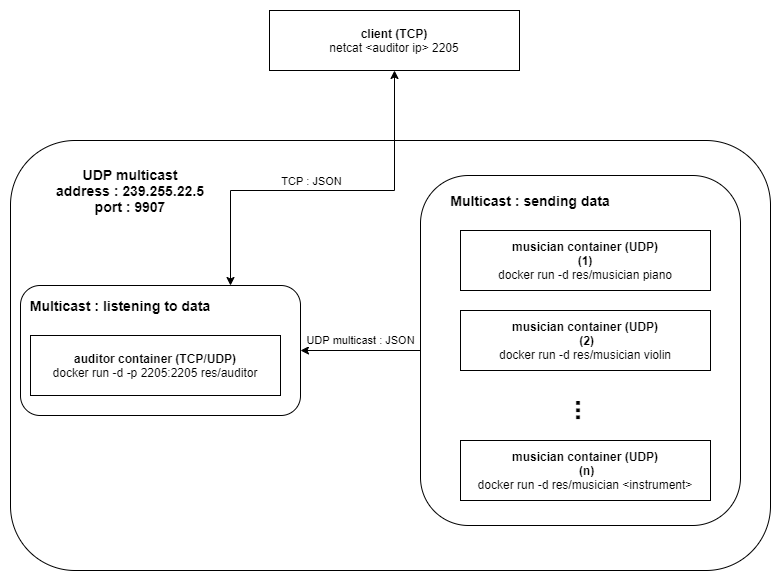 client (TCP)
netcat <auditor ip> 2205
UDP multicast
address : 239.255.22.5
port : 9907
TCP : JSON
Multicast : sending data
musician container (UDP)
(1)
docker run -d res/musician piano
Multicast : listening to data
auditor container (TCP/UDP)
docker run -d -p 2205:2205 res/auditor
UDP multicast : JSON
musician container (UDP)
(2)
docker run -d res/musician violin
musician container (UDP)
(n)
docker run -d res/musician <instrument>